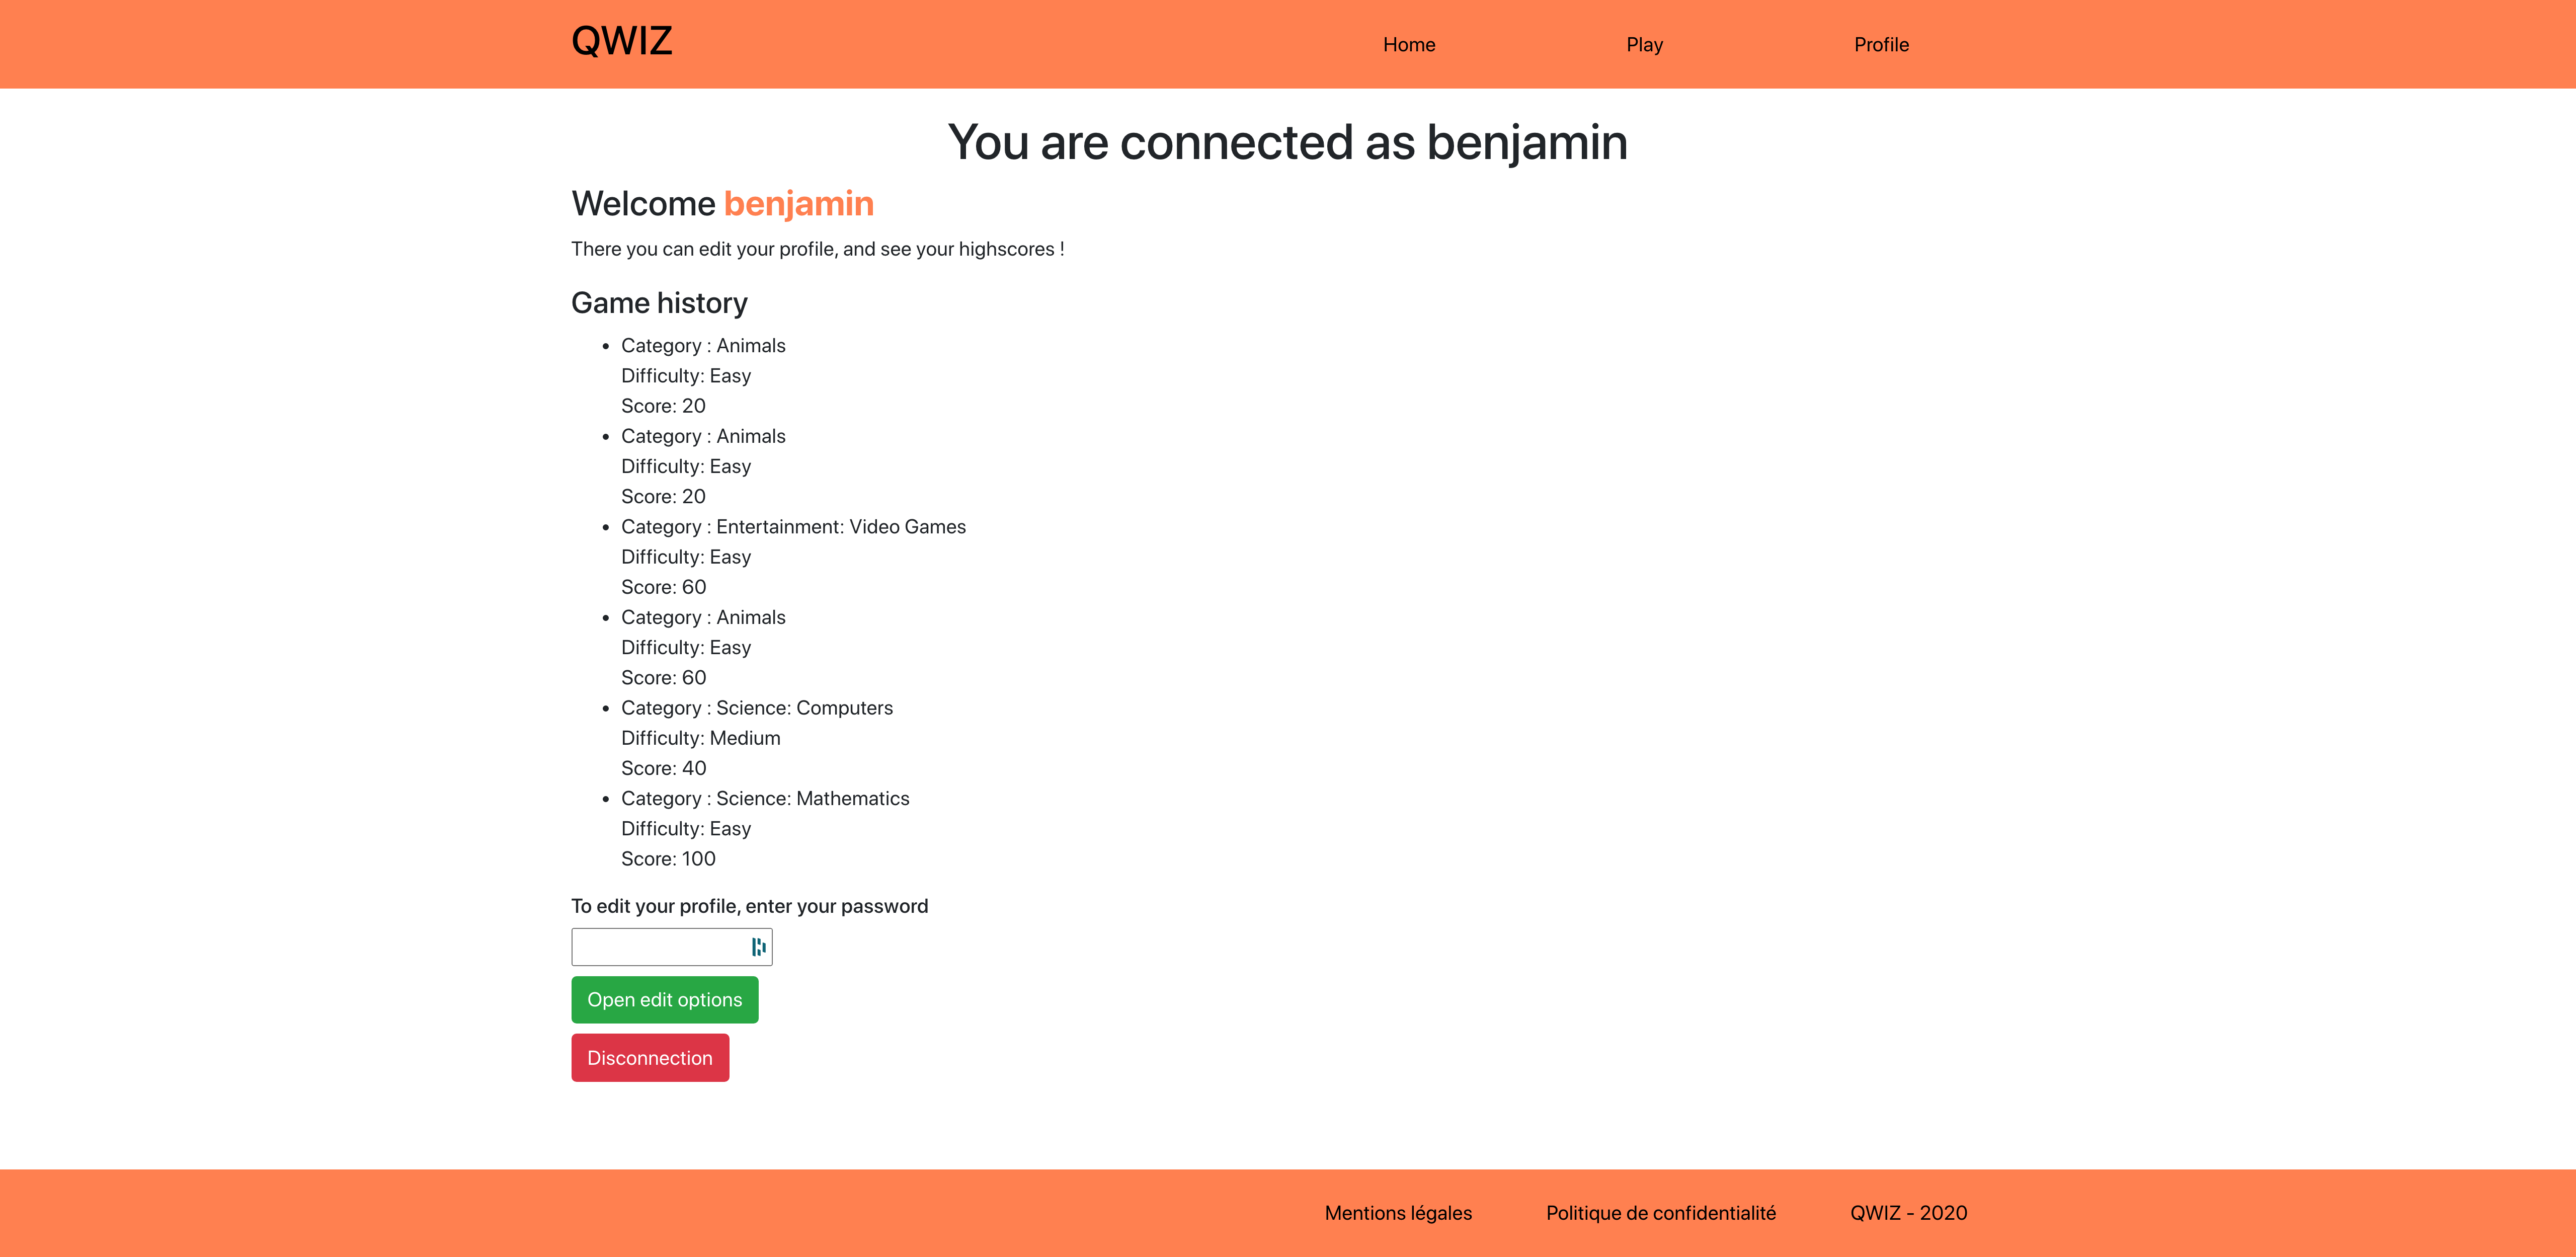 QWIZ
Home
Play
Profile
You are connected as benjamin
Welcome benjamin
There you can edit your profile, and see your highscores !
Game history
Category : Animals
Difficulty: Easy
Score: 20
Category : Animals
Difficulty: Easy
Score: 20
Category : Entertainment: Video Games
Difficulty: Easy
Score: 60
Category : Animals
Difficulty: Easy
Score: 60
Category : Science: Computers
Difficulty: Medium
Score: 40
Category : Science: Mathematics
Difficulty: Easy
Score: 100
To edit your profile, enter your password
Open edit options
Disconnection
Mentions légales
Politique de confidentialité
QWIZ - 2020